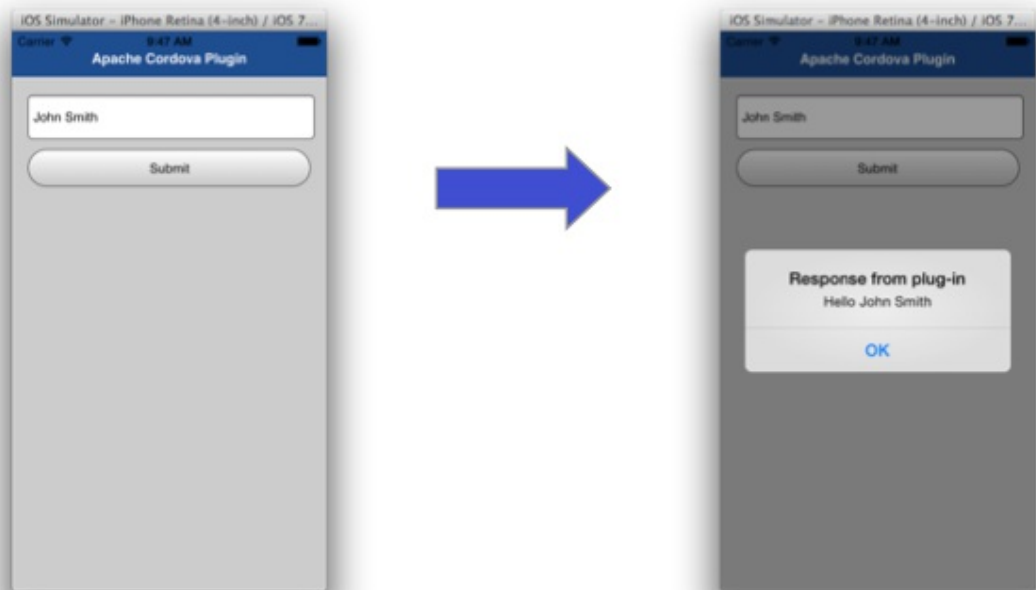 iOS Simulator – iPhone Retina (4-inch) / iOS 7...
Carrier 9:47 AM
Apache Cordova Plugin
John Smith
Submit
iOS Simulator – iPhone Retina (4-inch) / iOS 7...
Carrier 9:47 AM
Apache Cordova Plugin
John Smith
Submit
Response from plug-in
Hello John Smith
OK